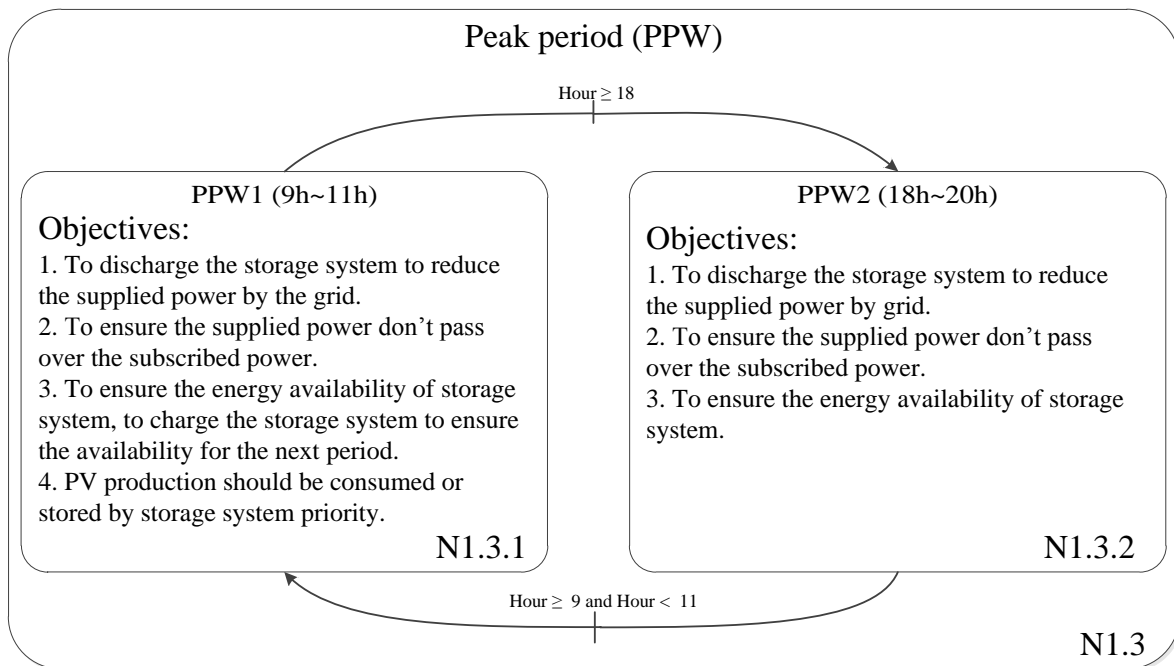 Peak period (PPW)
Hour ≥ 18
PPW1 (9h~11h)
Objectives:
1. To discharge the storage system to reduce
the supplied power by the grid.
2. To ensure the supplied power don’t pass
over the subscribed power.
3. To ensure the energy availability of storage
system, to charge the storage system to ensure
the availability for the next period.
4. PV production should be consumed or
stored by storage system priority.
N1.3.1
PPW2 (18h~20h)
Objectives:
1. To discharge the storage system to reduce
the supplied power by grid.
2. To ensure the supplied power don’t pass
over the subscribed power.
3. To ensure the energy availability of storage
system.
N1.3.2
Hour ≥ 9 and Hour < 11
N1.3